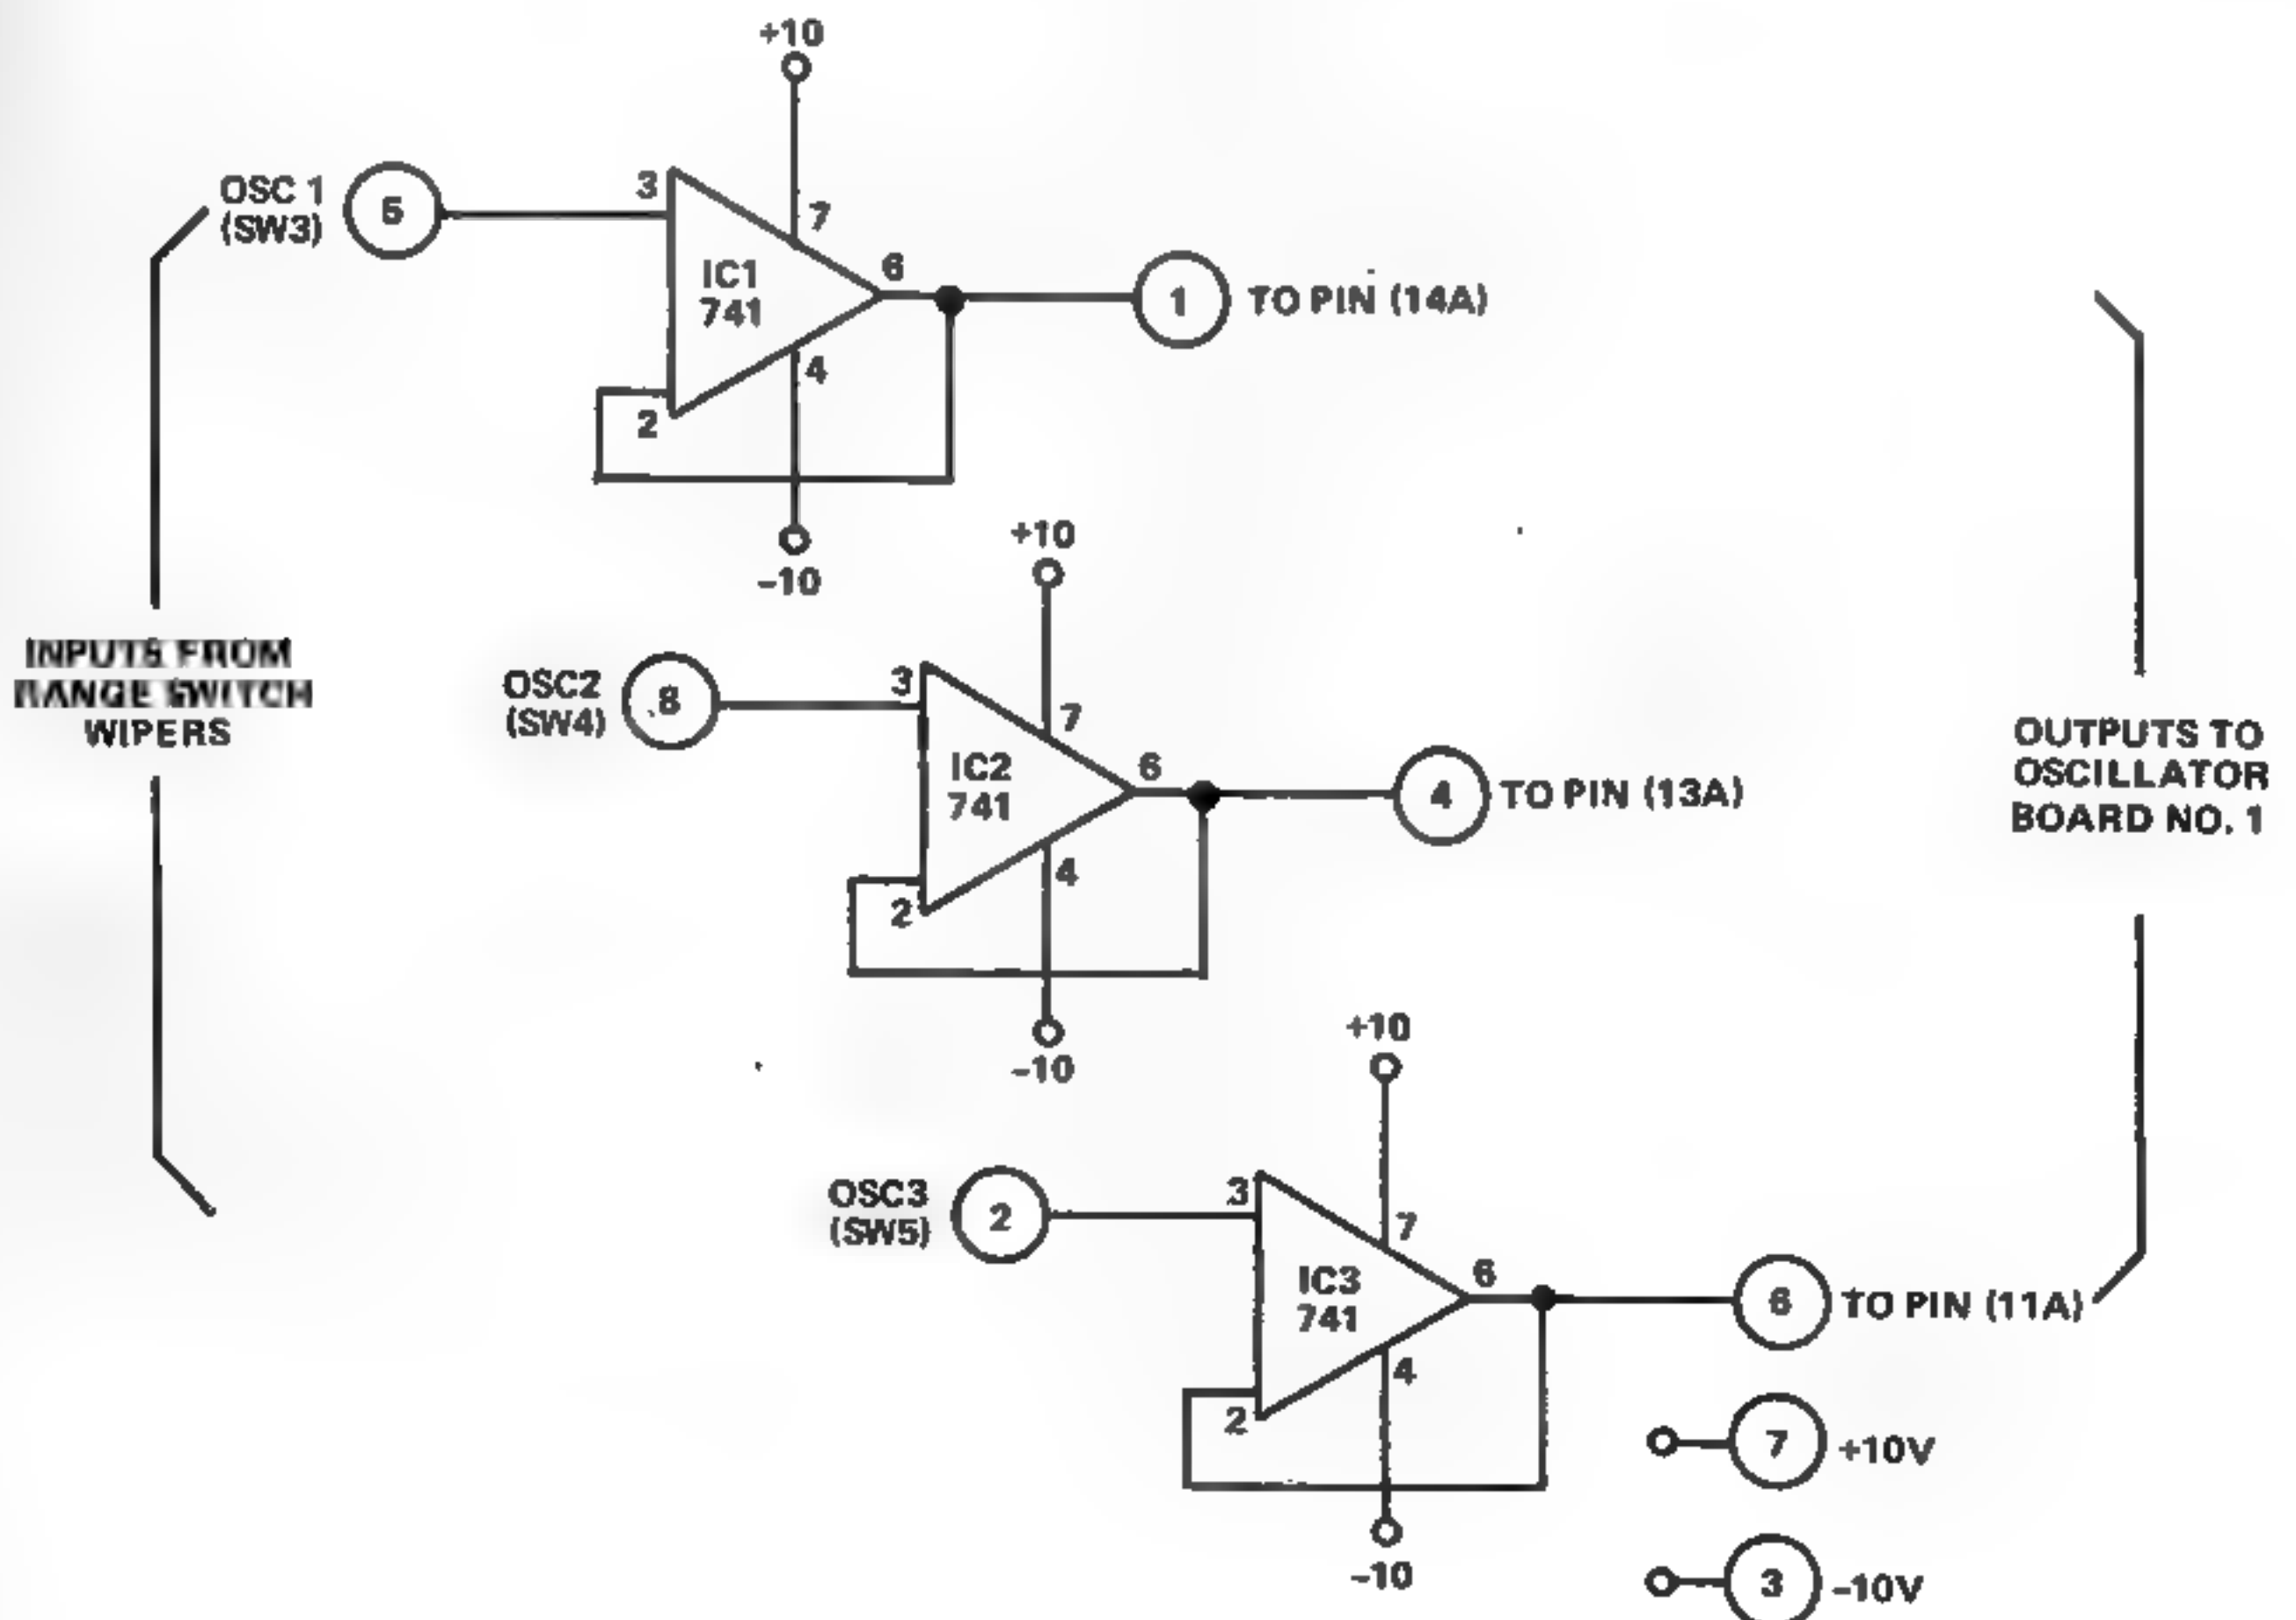 +10
OSC 1
(SW3)
5
3
7
IC1
741
6
1
TO PIN (14A)
4
2
-10
INPUTS FROM
RANGE SWITCH
WIPERS
+10
OSC2
(SW4)
8
3
7
IC2
741
6
4
TO PIN (13A)
4
2
-10
OUTPUTS TO
OSCILLATOR
BOARD NO. 1
+10
OSC3
(SW5)
2
3
7
IC3
741
6
6
TO PIN (11A)
4
2
-10
7
+10V
3
-10V